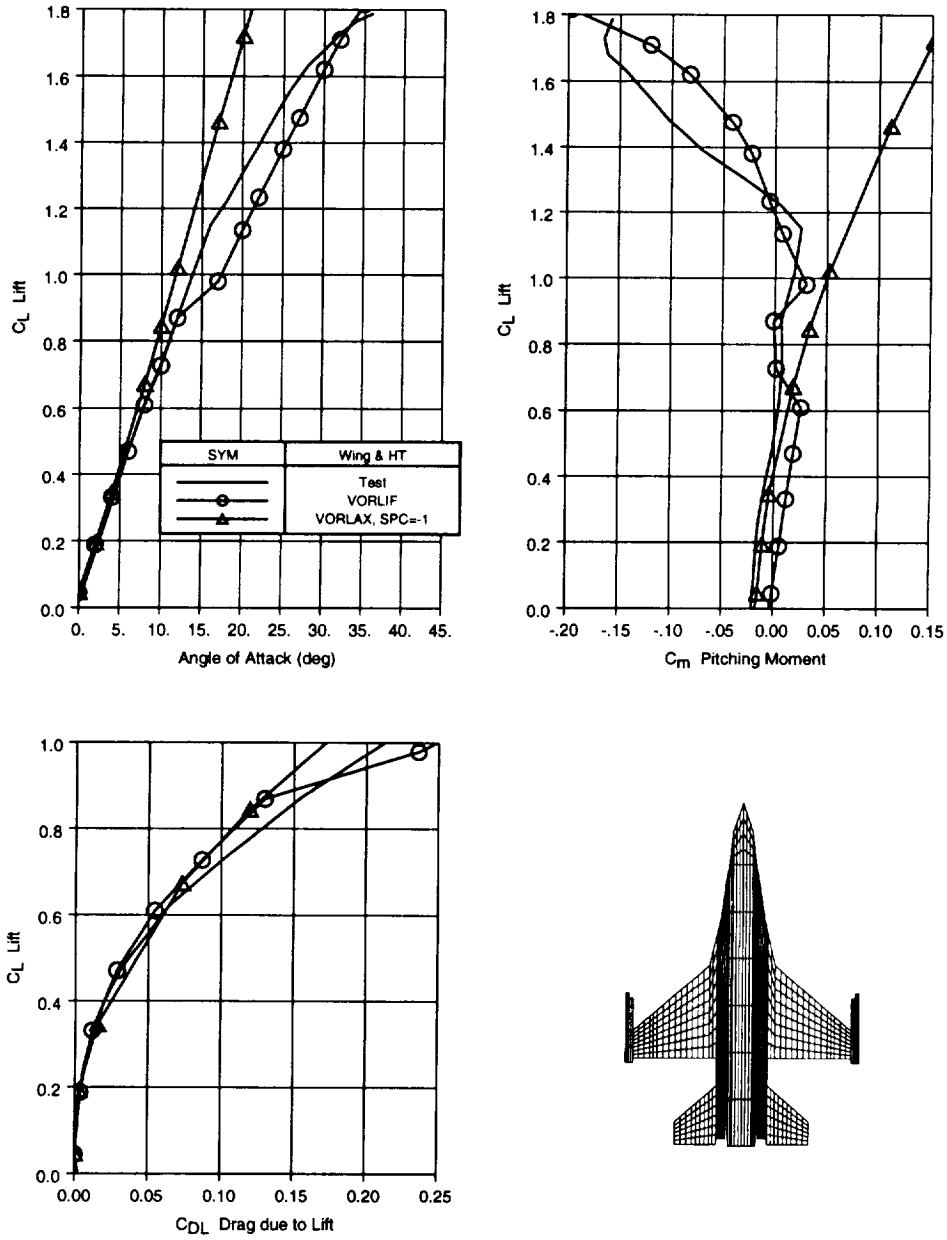 1.8
1.6
1.4
1.2
1.0
0.8
0.6
0.4
0.2
0.0
C_L Lift
0. 5. 10. 15. 20. 25. 30. 35. 40. 45.
Angle of Attack (deg)
SYM Wing & HT
Test
VORLIF
VORLAX, SPC=-1
1.8
1.6
1.4
1.2
1.0
0.8
0.6
0.4
0.2
0.0
C_L Lift
-.20 -.15 -.10 -.05 0.00 0.05 0.10 0.15
C_m Pitching Moment
1.0
0.8
0.6
0.4
0.2
0.0
C_L Lift
0.00 0.05 0.10 0.15 0.20 0.25
C_DL Drag due to Lift